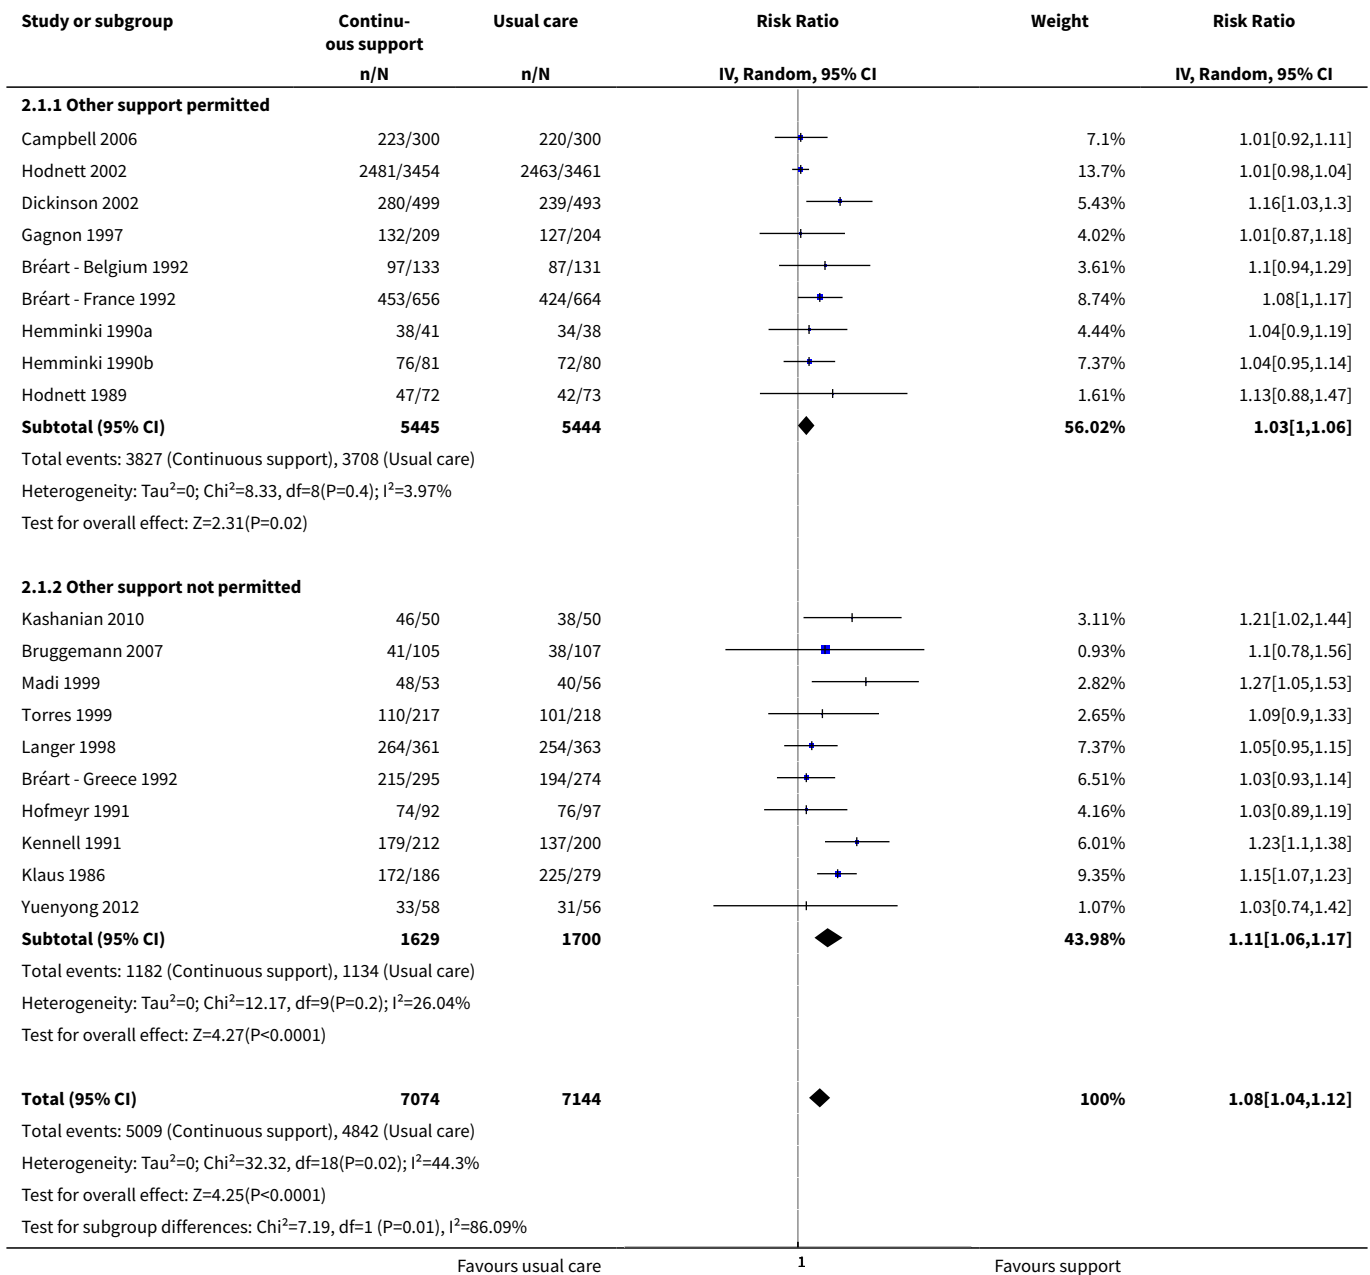 Study or subgroup Continu- Usual care Risk Ratio Weight Risk Ratio
ous support
n/N n/N IV, Random, 95% CI IV, Random, 95% CI
2.1.1 Other support permitted
Campbell 2006 223/300 220/300 7.1% 1.01[0.92,1.11]
Hodnett 2002 2481/3454 2463/3461 13.7% 1.01[0.98,1.04]
Dickinson 2002 280/499 239/493 5.43% 1.16[1.03,1.3]
Gagnon 1997 132/209 127/204 4.02% 1.01[0.87,1.18]
Bréart - Belgium 1992 97/133 87/131 3.61% 1.1[0.94,1.29]
Bréart - France 1992 453/656 424/664 8.74% 1.08[1,1.17]
Hemminki 1990a 38/41 34/38 4.44% 1.04[0.9,1.19]
Hemminki 1990b 76/81 72/80 7.37% 1.04[0.95,1.14]
Hodnett 1989 47/72 42/73 1.61% 1.13[0.88,1.47]
Subtotal (95% CI) 5445 5444 56.02% 1.03[1,1.06]
Total events: 3827 (Continuous support), 3708 (Usual care)
Heterogeneity: Tau²=0; Chi²=8.33, df=8(P=0.4); I²=3.97%
Test for overall effect: Z=2.31(P=0.02)
2.1.2 Other support not permitted
Kashanian 2010 46/50 38/50 3.11% 1.21[1.02,1.44]
Bruggemann 2007 41/105 38/107 0.93% 1.1[0.78,1.56]
Madi 1999 48/53 40/56 2.82% 1.27[1.05,1.53]
Torres 1999 110/217 101/218 2.65% 1.09[0.9,1.33]
Langer 1998 264/361 254/363 7.37% 1.05[0.95,1.15]
Bréart - Greece 1992 215/295 194/274 6.51% 1.03[0.93,1.14]
Hofmeyr 1991 74/92 76/97 4.16% 1.03[0.89,1.19]
Kennell 1991 179/212 137/200 6.01% 1.23[1.1,1.38]
Klaus 1986 172/186 225/279 9.35% 1.15[1.07,1.23]
Yuenyong 2012 33/58 31/56 1.07% 1.03[0.74,1.42]
Subtotal (95% CI) 1629 1700 43.98% 1.11[1.06,1.17]
Total events: 1182 (Continuous support), 1134 (Usual care)
Heterogeneity: Tau²=0; Chi²=12.17, df=9(P=0.2); I²=26.04%
Test for overall effect: Z=4.27(P<0.0001)
Total (95% CI) 7074 7144 100% 1.08[1.04,1.12]
Total events: 5009 (Continuous support), 4842 (Usual care)
Heterogeneity: Tau²=0; Chi²=32.32, df=18(P=0.02); I²=44.3%
Test for overall effect: Z=4.25(P<0.0001)
Test for subgroup differences: Chi²=7.19, df=1 (P=0.01), I²=86.09%
Favours usual care 1 Favours support